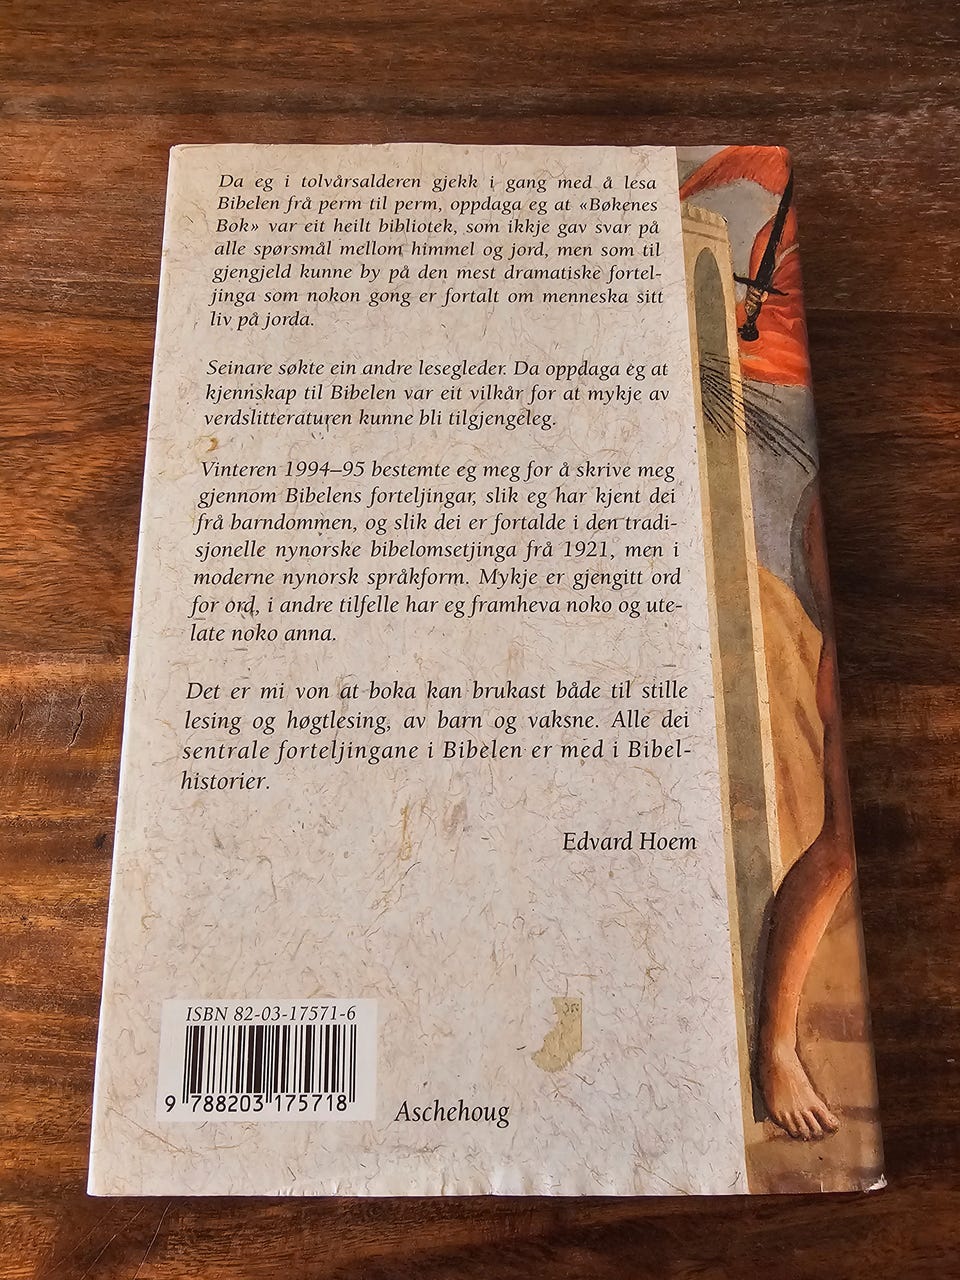 Da eg i tolvårsalderen gjekk i gang med å lesa
Bibelen frå perm til perm, oppdaga eg at «Bøkenes
Bok» var eit heilt bibliotek, som ikkje gav svar på
alle spørsmål mellom himmel og jord, men som til
gjengjeld kunne by på den mest dramatiske fortel-
jinga som nokon gong er fortalt om menneska sitt
liv på jorda.
Seinare søkte ein andre lesegleder. Da oppdaga eg at
kjennskap til Bibelen var eit vilkår for at mykje av
verdslitteraturen kunne bli tilgjengeleg.
Vinteren 1994–95 bestemte eg meg for å skrive meg
gjennom Bibelens forteljingar, slik eg har kjent dei
frå barndommen, og slik dei er fortalde i den tradi-
sjonelle nynorske bibelomsetjinga frå 1921, men i
moderne nynorsk språkform. Mykje er gjengitt ord
for ord, i andre tilfelle har eg framheva noko og ute-
late noko anna.
Det er mi von at boka kan brukast både til stille
lesing og høgtlesing, av barn og vaksne. Alle dei
sentrale forteljingane i Bibelen er med i Bibel-
historier.
Edvard Hoem
ISBN 82-03-17571-6
9 788203 175718
Aschehoug